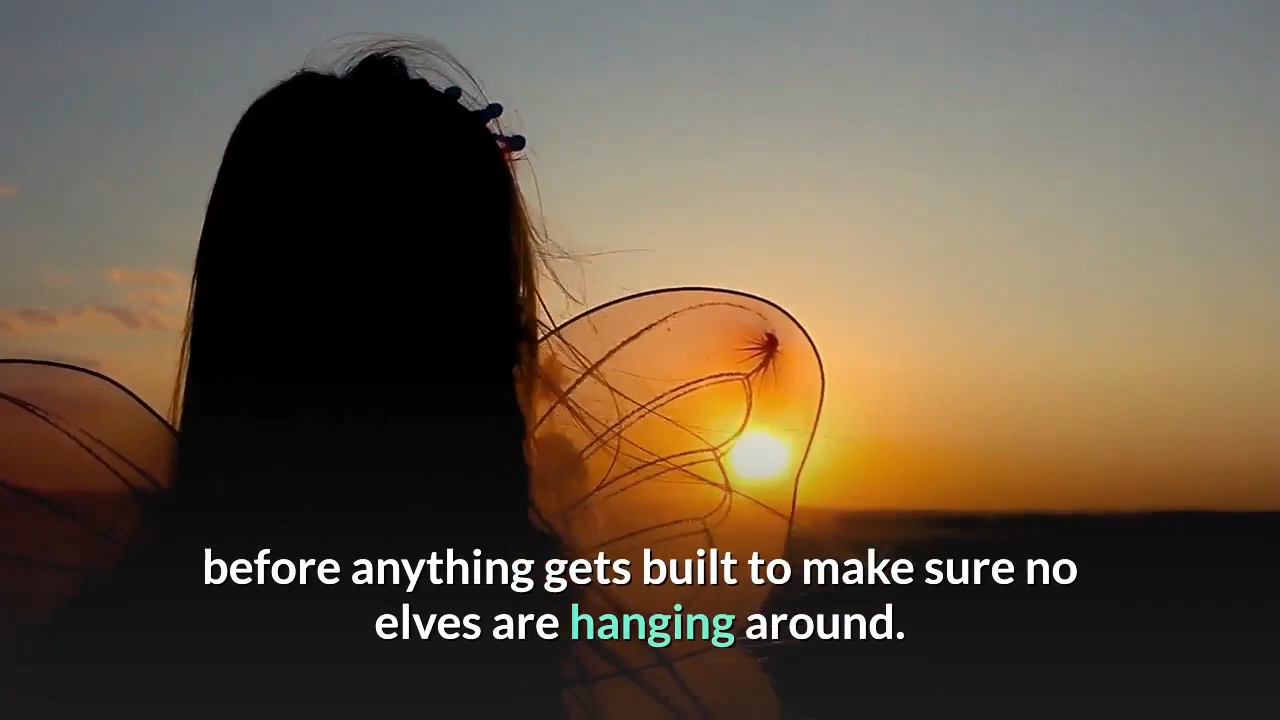 before anything gets built to make sure no
elves are hanging around.